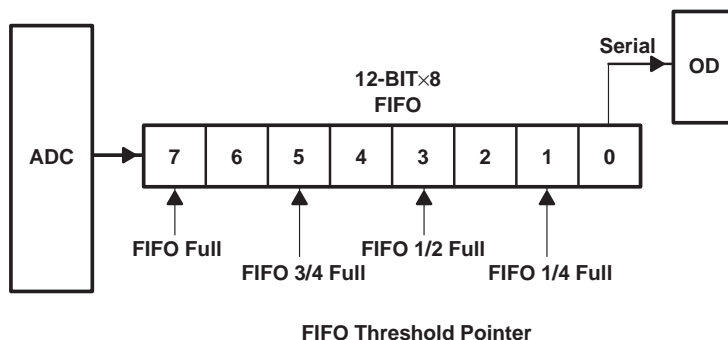 Serial
OD
12-BIT×8
FIFO
ADC
7 6 5 4 3 2 1 0
FIFO Full
FIFO 1/2 Full
FIFO 3/4 Full
FIFO 1/4 Full
FIFO Threshold Pointer